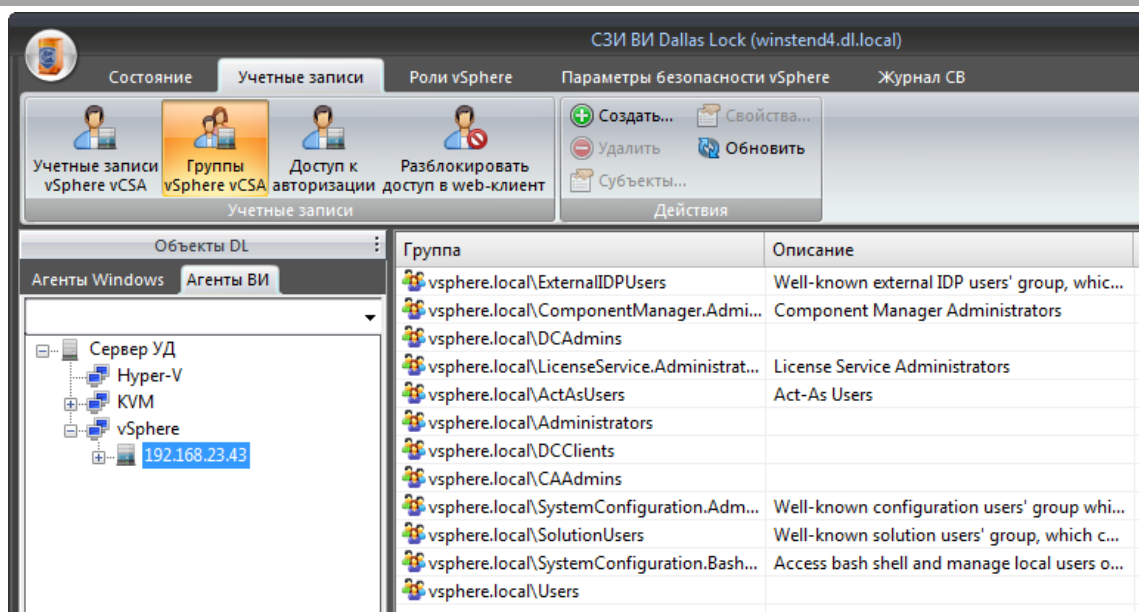 СЗИ ВИ Dallas Lock (winstend4.dl.local)
Состояние Учетные записи Роли vSphere Параметры безопасности vSphere Журнал СВ
Учетные записи vSphere vCSA
Группы vSphere vCSA
Доступ к авторизации
Разблокировать доступ в web-клиент
Учетные записи
Создать... Свойства...
Удалить Обновить
Субъекты...
Действия
Объекты DL
Агенты Windows Агенты ВИ
Сервер УД
Hyper-V
KVM
vSphere
192.168.23.43
Группа Описание
vsphere.local\ExternalIDPUsers Well-known external IDP users' group, whic...
vsphere.local\ComponentManager.Admi... Component Manager Administrators
vsphere.local\DCAdmins
vsphere.local\LicenseService.Administrat... License Service Administrators
vsphere.local\ActAsUsers Act-As Users
vsphere.local\Administrators
vsphere.local\DCClients
vsphere.local\CAAdmins
vsphere.local\SystemConfiguration.Adm... Well-known configuration users' group whi...
vsphere.local\SolutionUsers Well-known solution users' group, which c...
vsphere.local\SystemConfiguration.Bash... Access bash shell and manage local users o...
vsphere.local\Users